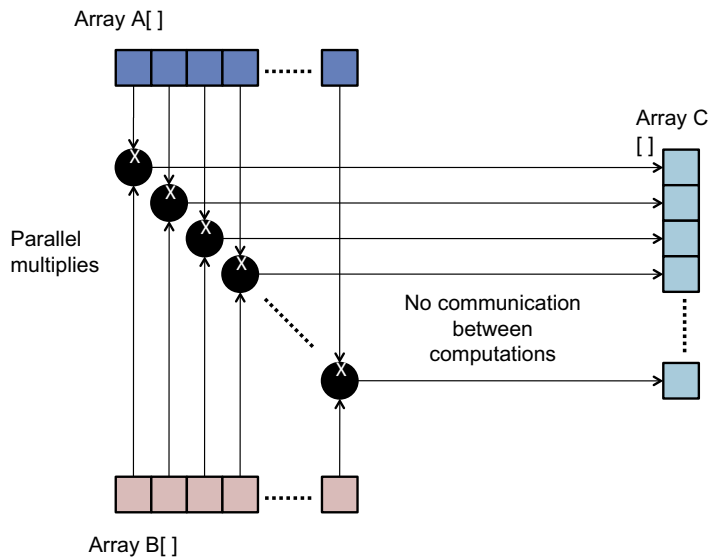 Array A[ ]
Array C
[ ]
X
X
X
X
Parallel
multiplies
No communication
between
computations
X
Array B[ ]